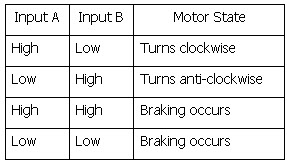 Input A Input B Motor State
High Low Turns clockwise
Low High Turns anti-clockwise
High High Braking occurs
Low Low Braking occurs